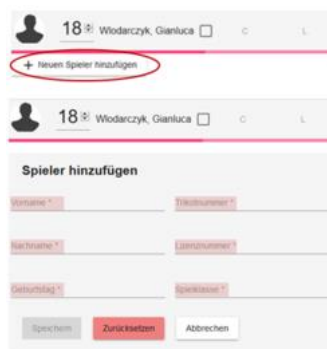 18 Wlodarczyk, Gianluca C L
+ Neuen Spieler hinzufügen
18 Wlodarczyk, Gianluca C L
Spieler hinzufügen
Vorname * Trikotnummer *
Nachname * Lizenznummer *
Geburtstag * Spielklasse *
Speichern Zurücksetzen Abbrechen